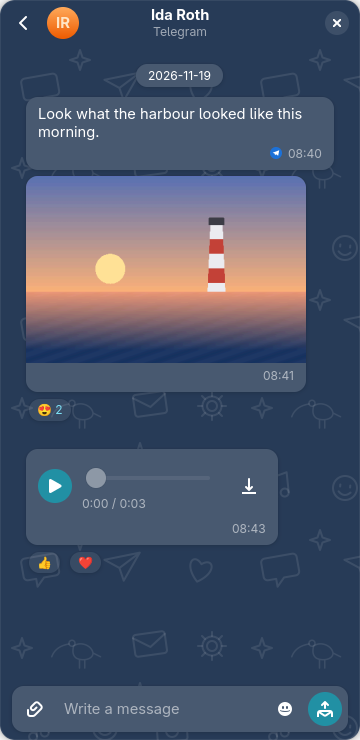 IR
Ida Roth
Telegram
2026-11-19
Look what the harbour looked like this
morning.
08:40
08:41
😍 2
0:00 / 0:03
08:43
👍 ❤️
Write a message